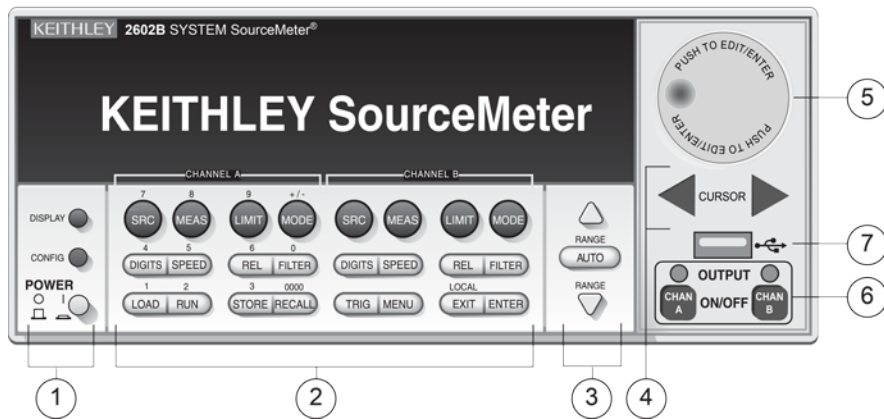 KEITHLEY 2602B SYSTEM SourceMeter®
KEITHLEY SourceMeter
CHANNEL A
CHANNEL B
7 8 9 +/-
DISPLAY
SRC MEAS LIMIT MODE
SRC MEAS LIMIT MODE
4 5 6 0
CONFIG
DIGITS SPEED REL FILTER
DIGITS SPEED REL FILTER
1 2 3 0000
LOCAL
POWER
LOAD RUN STORE RECALL
TRIG MENU EXIT ENTER
RANGE
AUTO
RANGE
PUSH TO EDIT/ENTER
PUSH TO EDIT/ENTER
CURSOR
OUTPUT
CHAN A
ON/OFF
CHAN B
1
2
3
4
5
7
6